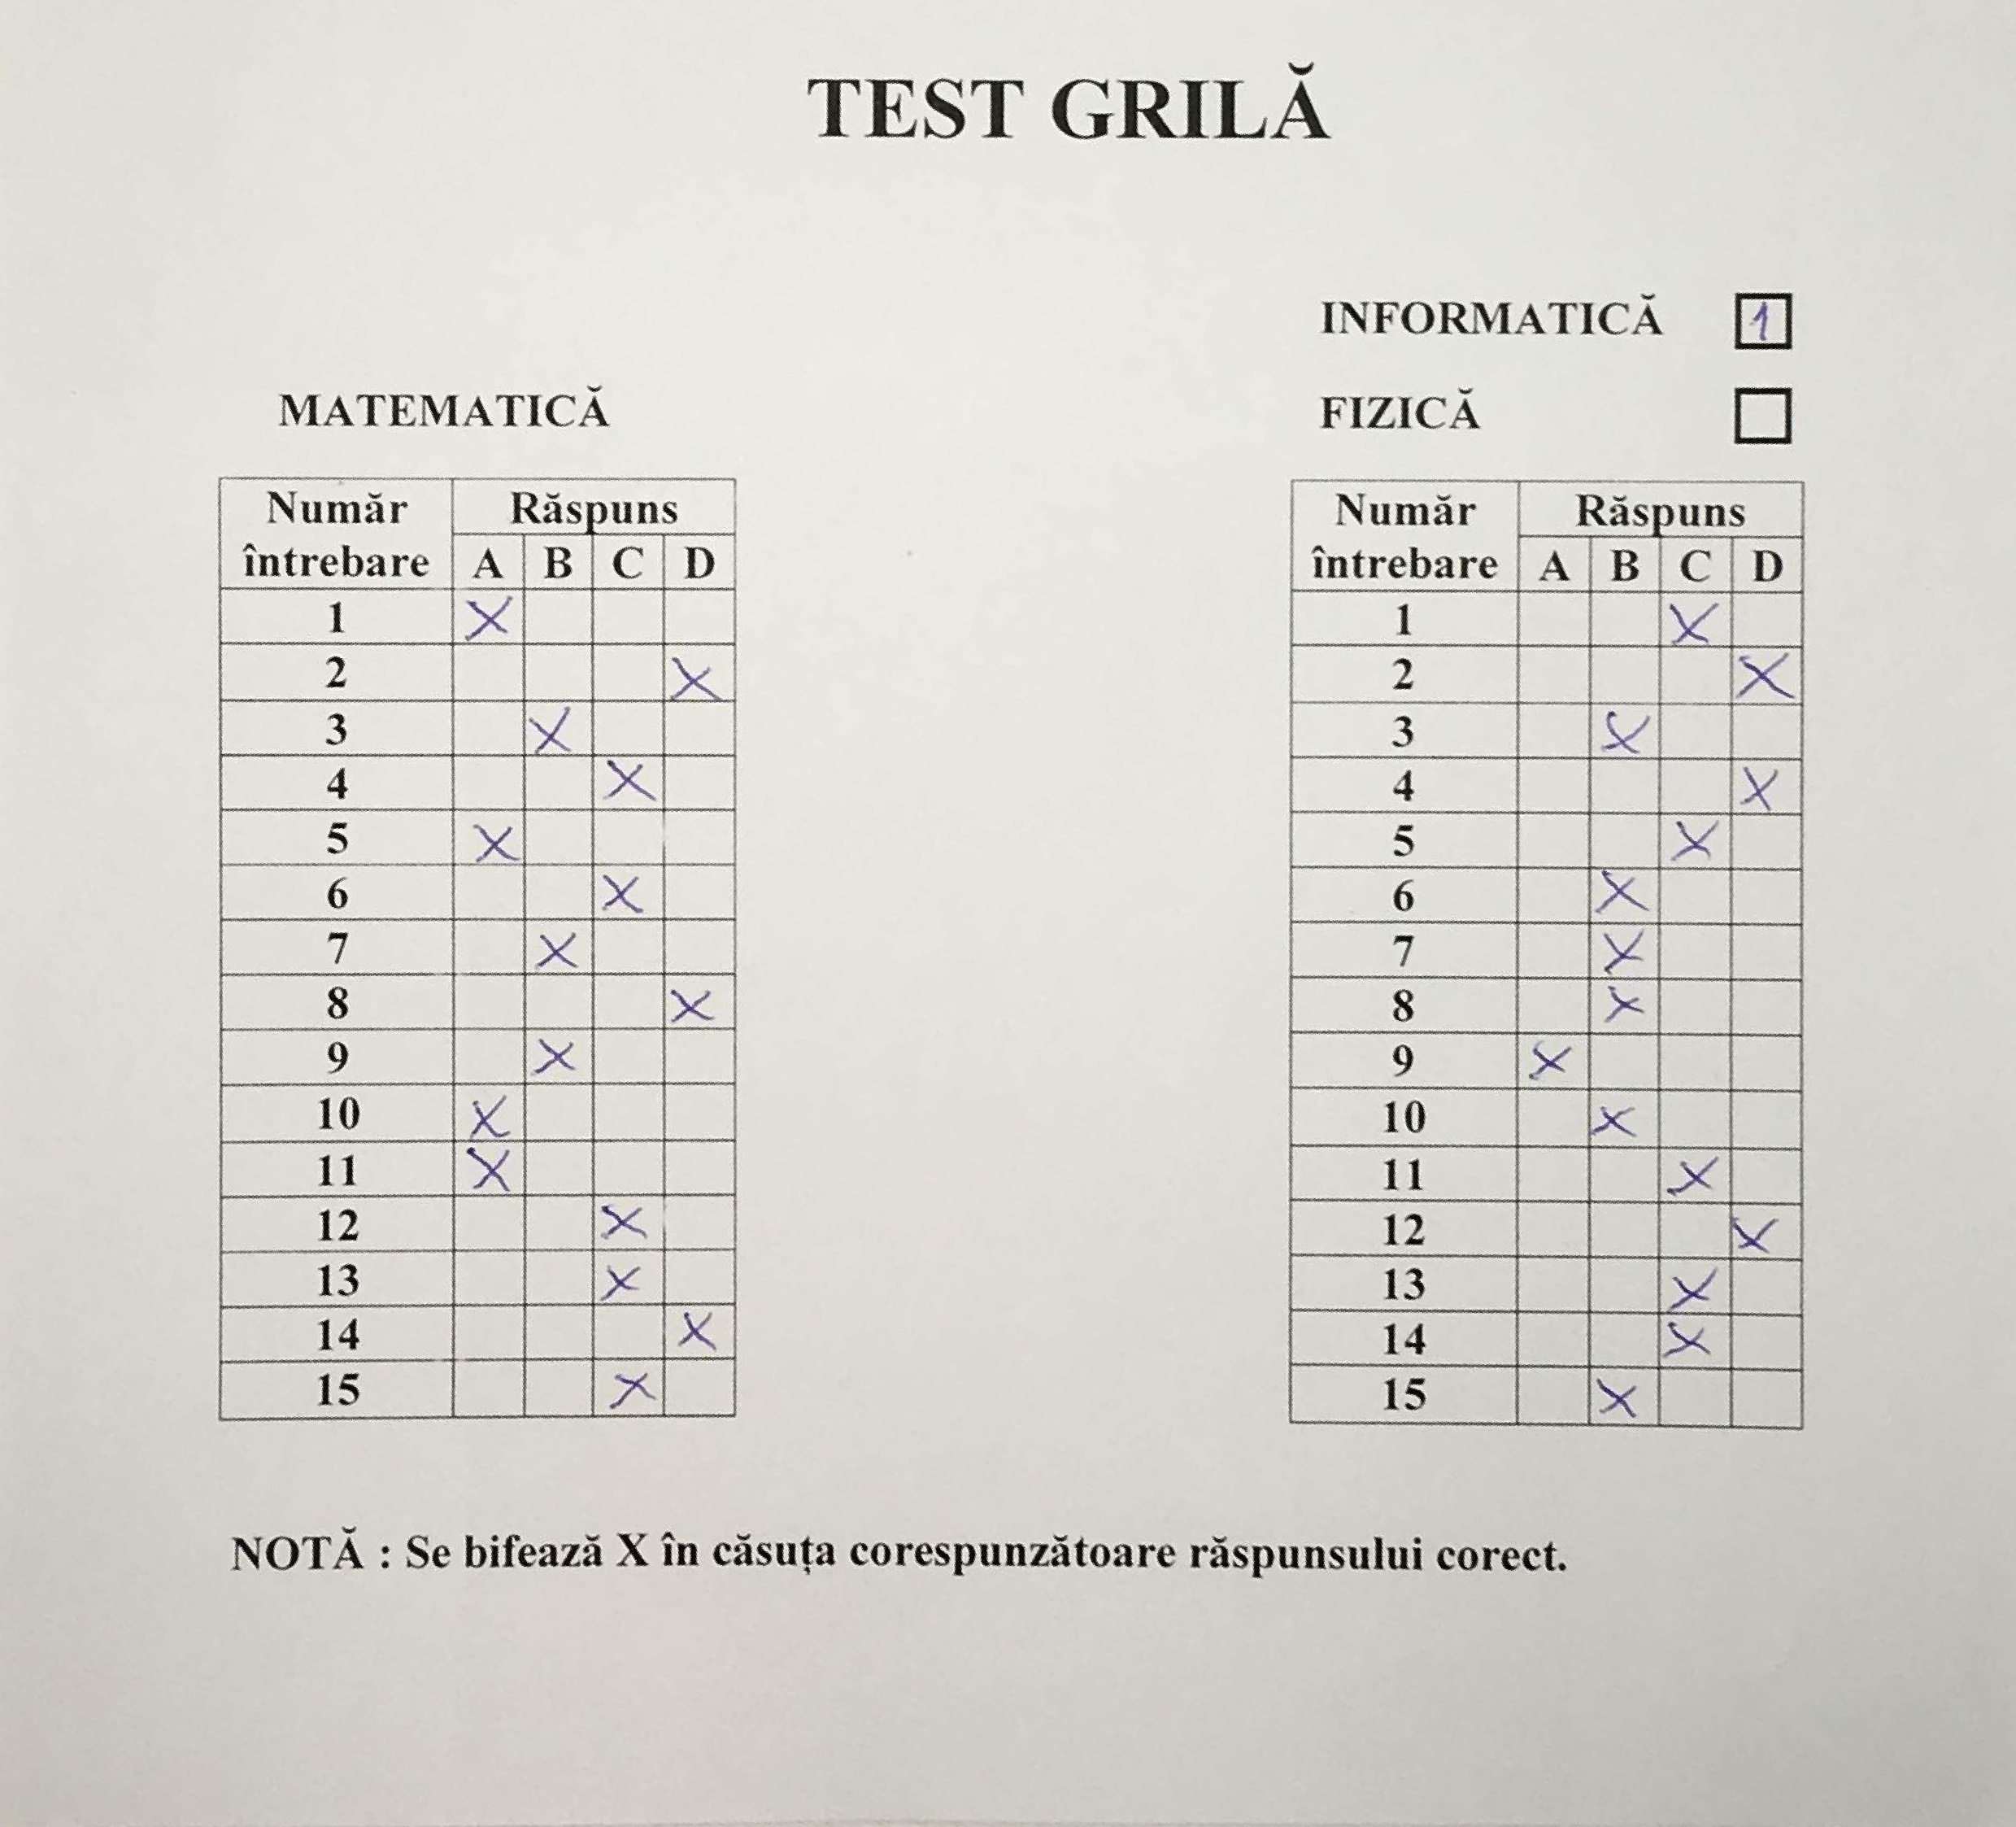 TEST GRILĂ
INFORMATICĂ 1
MATEMATICĂ
FIZICĂ
Număr Răspuns
întrebare A B C D
1 X
2 X
3 X
4 X
5 X
6 X
7 X
8 X
9 X
10 X
11 X
12 X
13 X
14 X
15 X
Număr Răspuns
întrebare A B C D
1 X
2 X
3 X
4 X
5 X
6 X
7 X
8 X
9 X
10 X
11 X
12 X
13 X
14 X
15 X
NOTĂ : Se bifează X în căsuța corespunzătoare răspunsului corect.